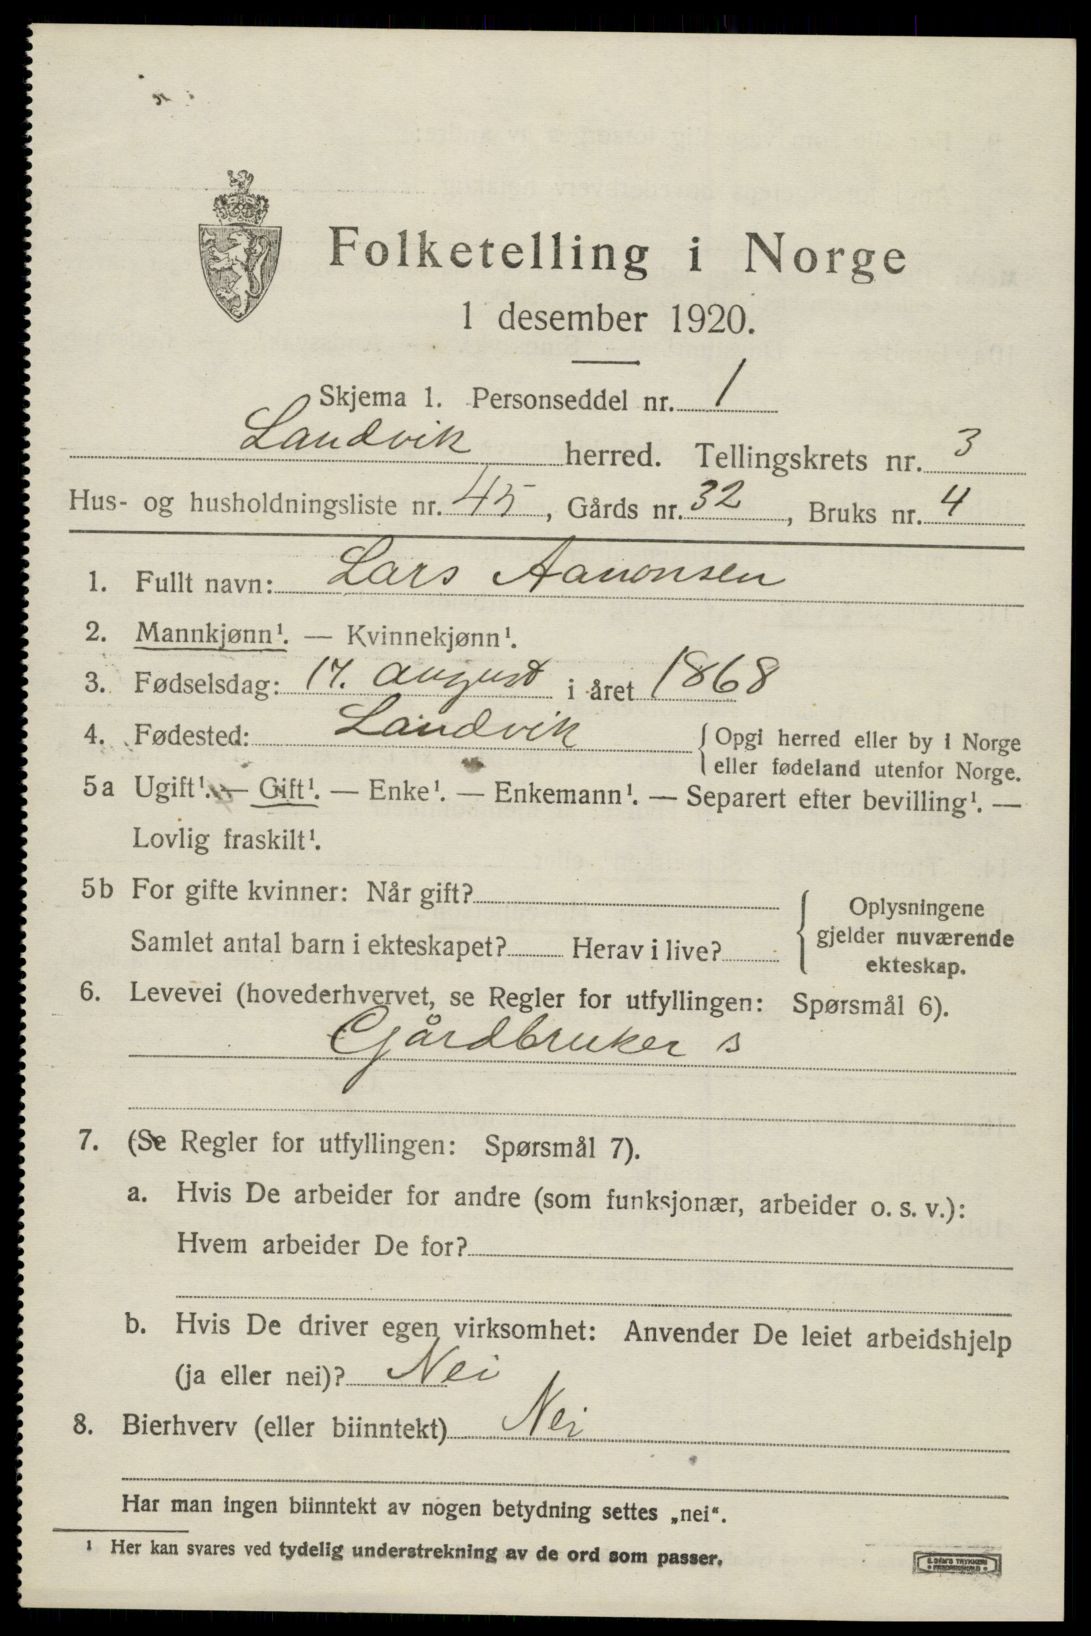 Folketelling i Norge
1 desember 1920.
Skjema 1. Personseddel nr. 1
Landvik herred. Tellingskrets nr. 3
Hus- og husholdningsliste nr. 45, Gårds nr. 32, Bruks nr. 4
1. Fullt navn: Lars Aanonsen
2. Mannkjønn¹. — Kvinnekjønn¹.
3. Fødselsdag: 17. august i året 1868
4. Fødested: Landvik { Opgi herred eller by i Norge
eller fødeland utenfor Norge.
5a Ugift¹. — Gift¹. — Enke¹. — Enkemann¹. — Separert efter bevilling¹. —
Lovlig fraskilt¹.
5b For gifte kvinner: Når gift?
Samlet antal barn i ekteskapet? Herav i live?
{ Oplysningene
gjelder nuværende
ekteskap.
6. Levevei (hovederhvervet, se Regler for utfyllingen: Spørsmål 6).
Gårdbruker s
7. (Se Regler for utfyllingen: Spørsmål 7).
a. Hvis De arbeider for andre (som funksjonær, arbeider o. s. v.):
Hvem arbeider De for?
b. Hvis De driver egen virksomhet: Anvender De leiet arbeidshjelp
(ja eller nei)? Nei
8. Bierhverv (eller biinntekt) Nei
Har man ingen biinntekt av nogen betydning settes „nei“.
¹ Her kan svares ved tydelig understrekning av de ord som passer.